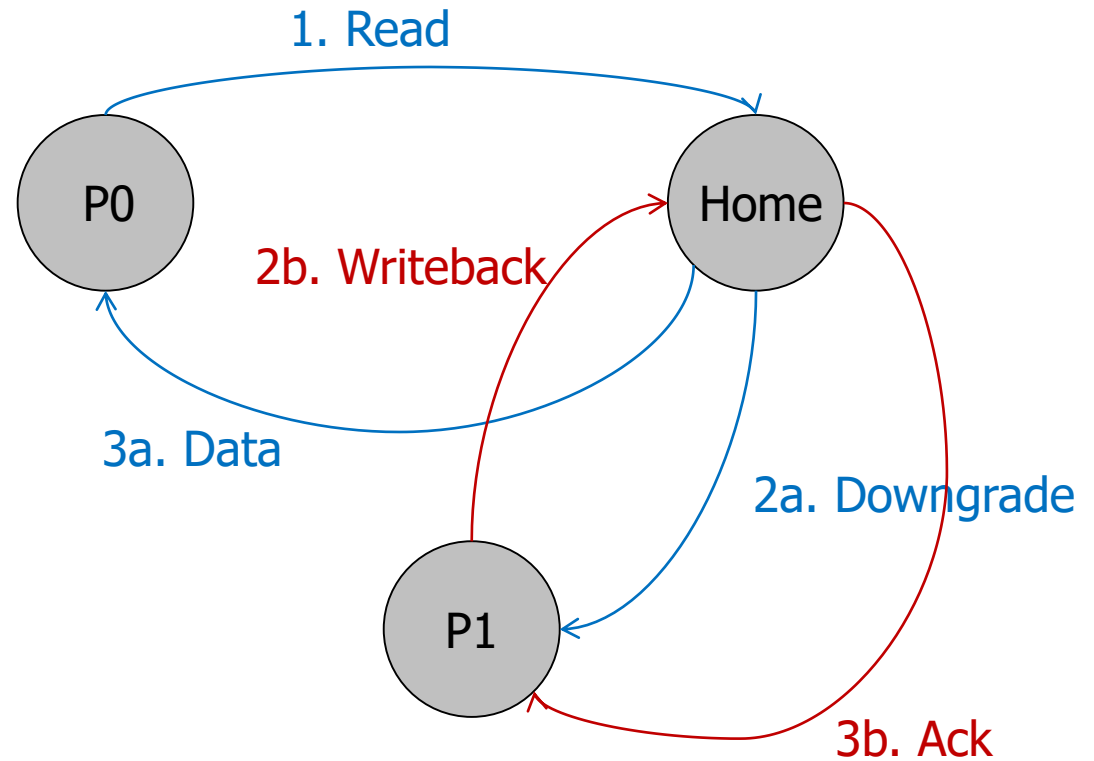 1. Read
P0
Home
2b. Writeback
3a. Data
2a. Downgrade
P1
3b. Ack